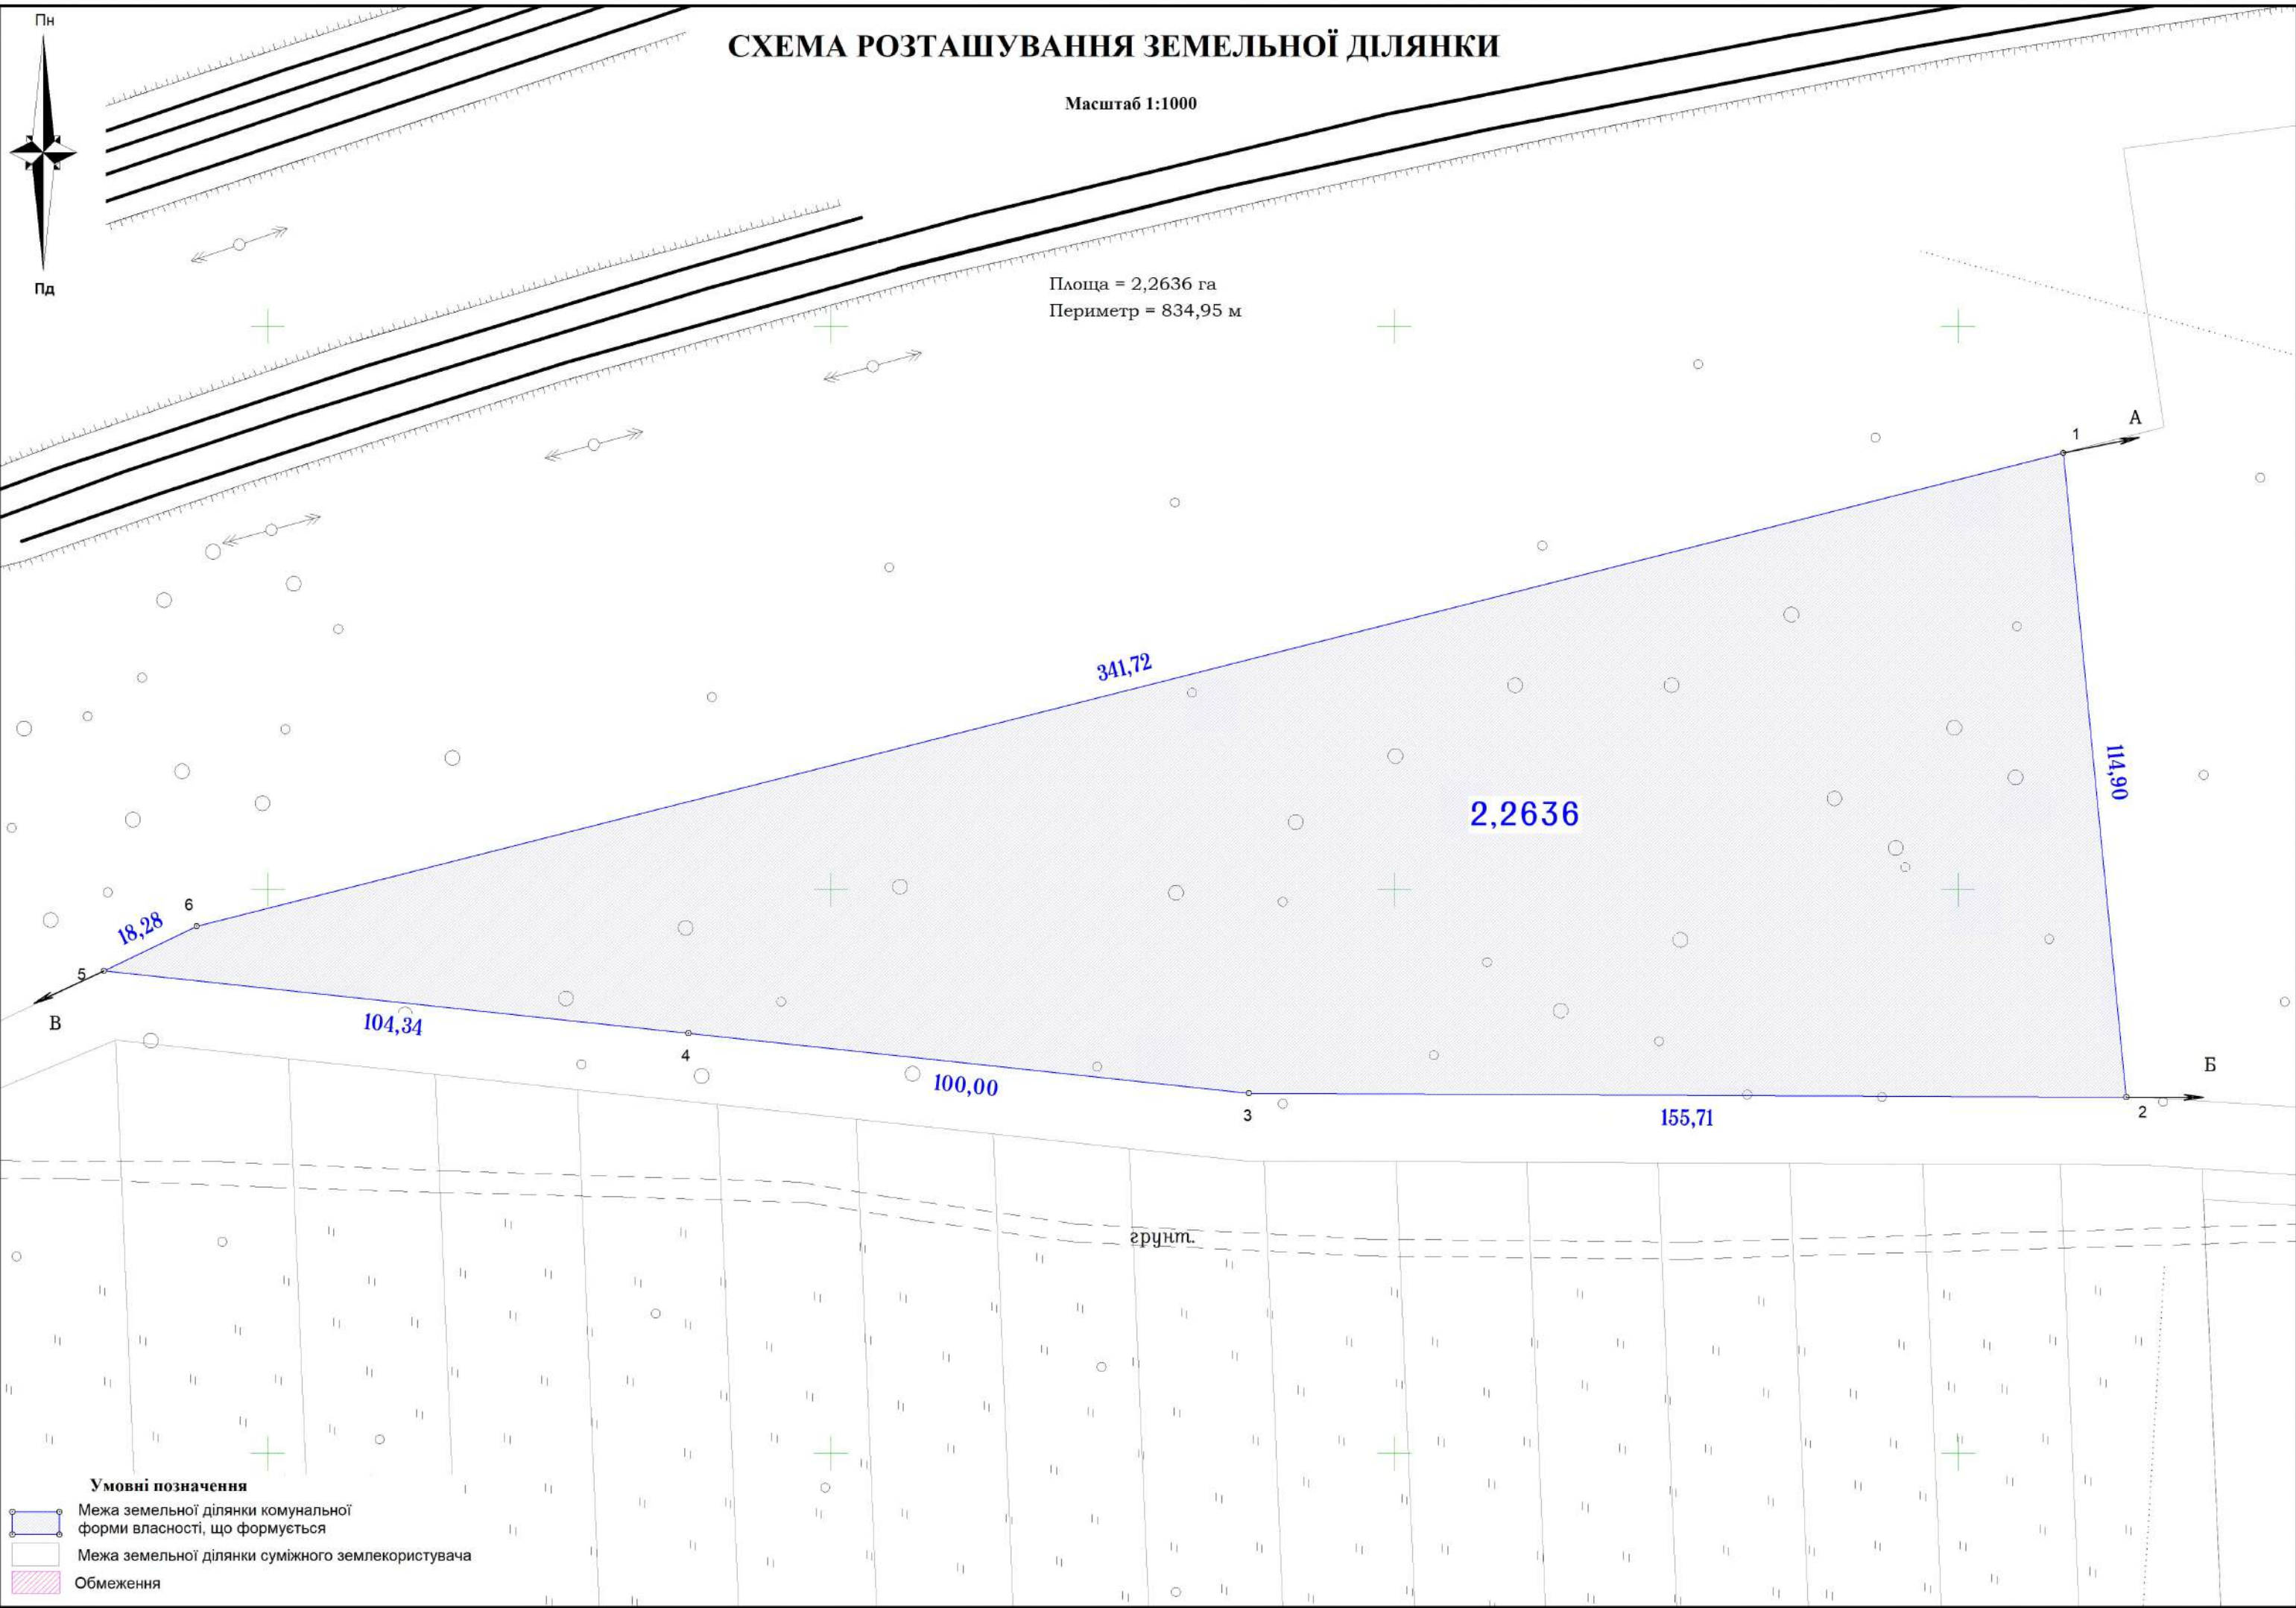 Пн
СХЕМА РОЗТАШУВАННЯ ЗЕМЕЛЬНОЇ ДІЛЯНКИ
Масштаб 1:1000
Пд
Площа = 2,2636 га
Периметр = 834,95 м
А
1
341,72
114,90
2,2636
6
18,28
5
В
104,34
4
100,00
3
155,71
2
Б
грунт.
Умовні позначення
Межа земельної ділянки комунальної
форми власності, що формується
Межа земельної ділянки суміжного землекористувача
Обмеження